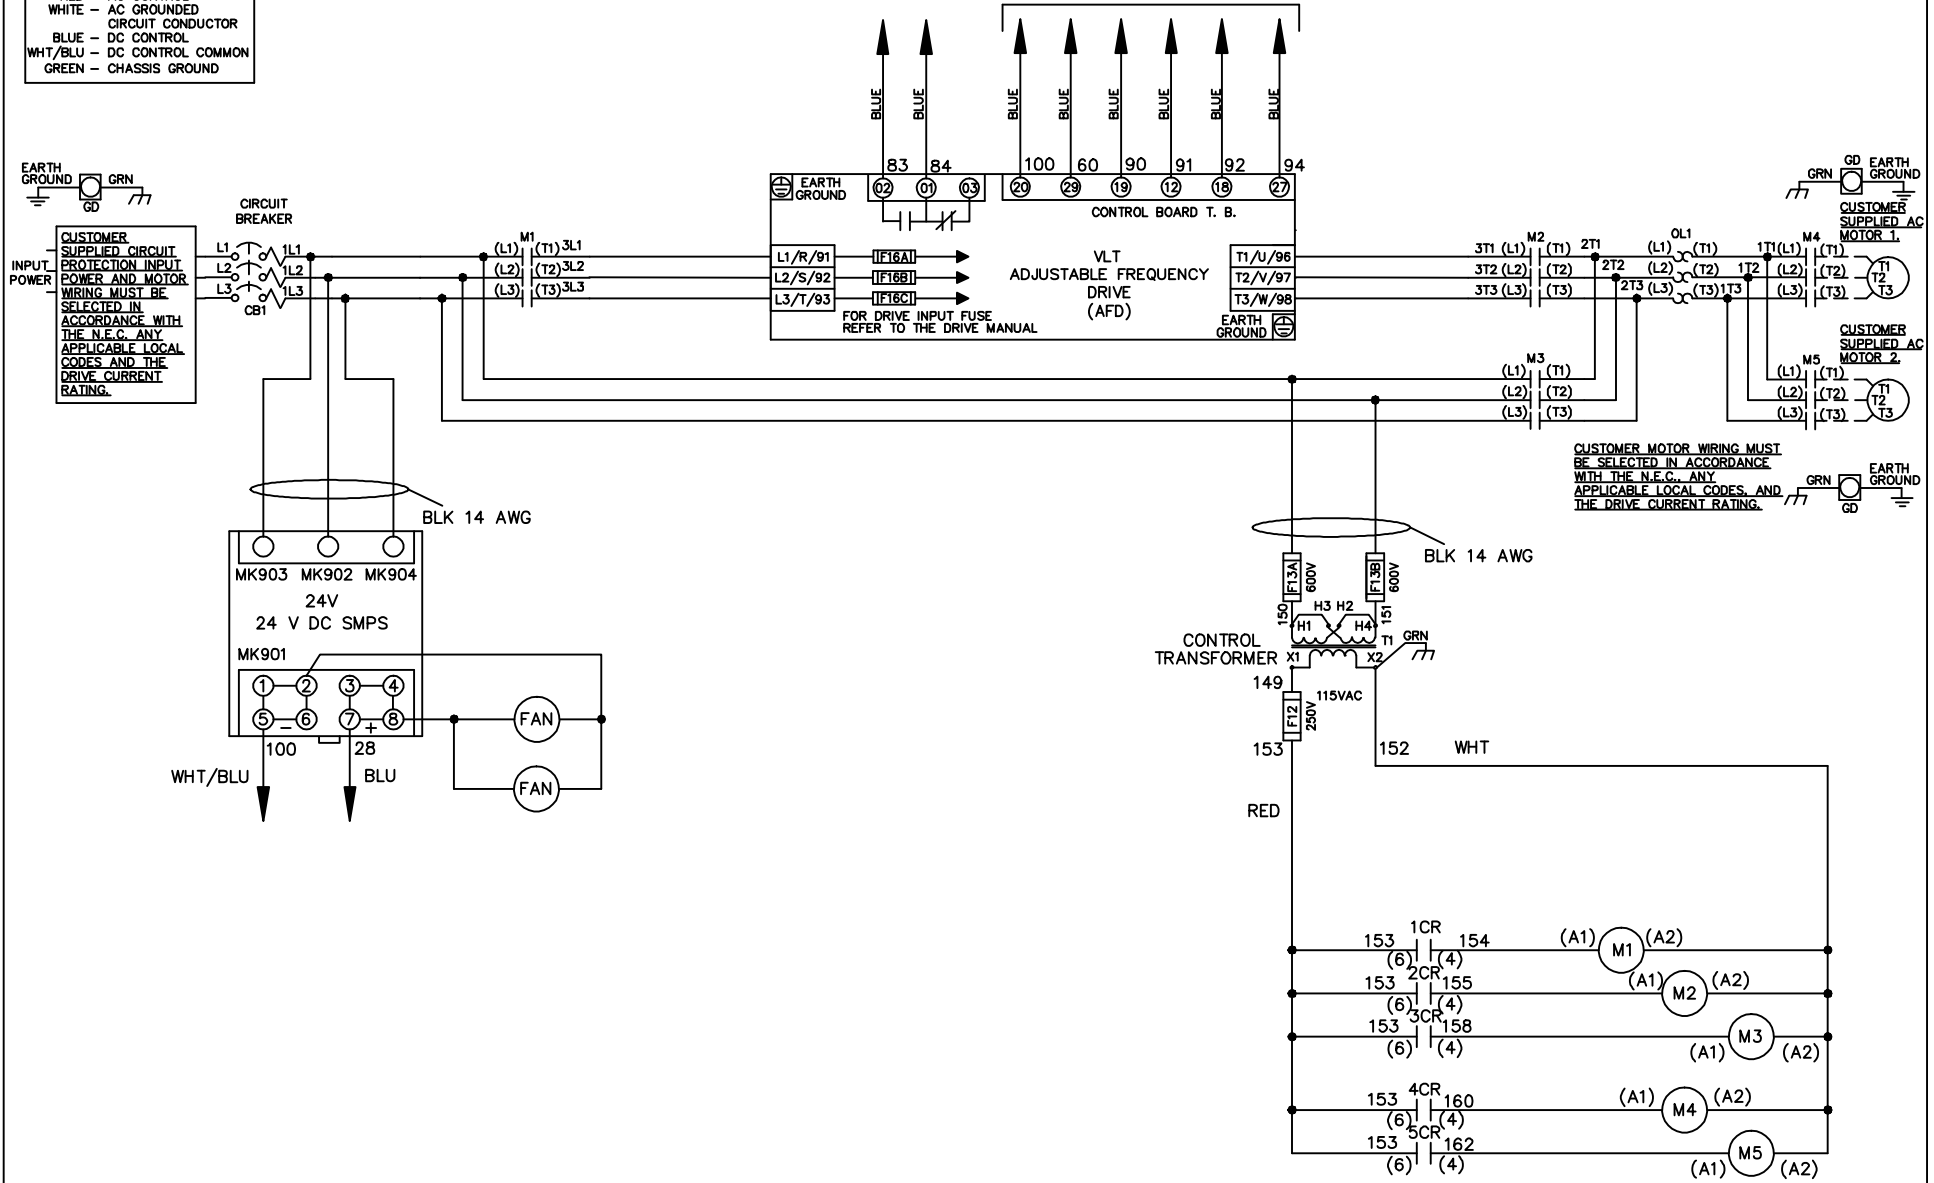 WHITE – AC GROUNDED
CIRCUIT CONDUCTOR
BLUE – DC CONTROL
WHT/BLU – DC CONTROL COMMON
GREEN – CHASSIS GROUND
BLUE BLUE BLUE BLUE BLUE BLUE BLUE BLUE
83 84 100 60 90 91 92 94
EARTH
GROUND
GRN
GD
EARTH
GROUND
02 01 03 20 29 19 12 18 27
CONTROL BOARD T. B.
GD EARTH
GRN GROUND
CIRCUIT
BREAKER
CUSTOMER
SUPPLIED AC
MOTOR 1.
INPUT
POWER
CUSTOMER
SUPPLIED CIRCUIT
PROTECTION INPUT
POWER AND MOTOR
WIRING MUST BE
SELECTED IN
ACCORDANCE WITH
THE N.E.C. ANY
APPLICABLE LOCAL
CODES AND THE
DRIVE CURRENT
RATING.
L1 1L1
L2 1L2
L3 1L3
CB1
M1
(L1) (T1) 3L1
(L2) (T2) 3L2
(L3) (T3) 3L3
L1/R/91 F16A
L2/S/92 F16B
L3/T/93 F16C
VLT
ADJUSTABLE FREQUENCY
DRIVE
(AFD)
FOR DRIVE INPUT FUSE
REFER TO THE DRIVE MANUAL
T1/U/96
T2/V/97
T3/W/98
EARTH
GROUND
M2
3T1 (L1) (T1) 2T1
3T2 (L2) (T2) 2T2
3T3 (L3) (T3) 2T3
OL1
(L1) (T1) 1T1
(L2) (T2) 1T2
(L3) (T3) 1T3
M4
(L1) (T1)
(L2) (T2)
(L3) (T3)
T1
T2
T3
CUSTOMER
SUPPLIED AC
MOTOR 2.
M3
(L1) (T1)
(L2) (T2)
(L3) (T3)
M5
(L1) (T1)
(L2) (T2)
(L3) (T3)
T1
T2
T3
CUSTOMER MOTOR WIRING MUST
BE SELECTED IN ACCORDANCE
WITH THE N.E.C., ANY
APPLICABLE LOCAL CODES, AND
THE DRIVE CURRENT RATING.
EARTH
GRN GROUND
GD
BLK 14 AWG
MK903 MK902 MK904
24V
24 V DC SMPS
MK901
1 2 3 4
5 – 6 7 + 8
FAN
FAN
100 28
WHT/BLU BLU
BLK 14 AWG
F13A 600V F13B 600V
150 H3 H2 151
H1 H4 T1 GRN
CONTROL
TRANSFORMER X1 X2
149 115VAC
F12 250V
153 152 WHT
RED
1CR
153 154 (A1) M1 (A2)
(6) (4)
2CR
153 155 (A1) M2 (A2)
(6) (4)
3CR
153 158 M3
(6) (4) (A1) (A2)
4CR
153 160 (A1) M4 (A2)
(6) (4)
5CR
153 162 M5
(6) (4) (A1) (A2)